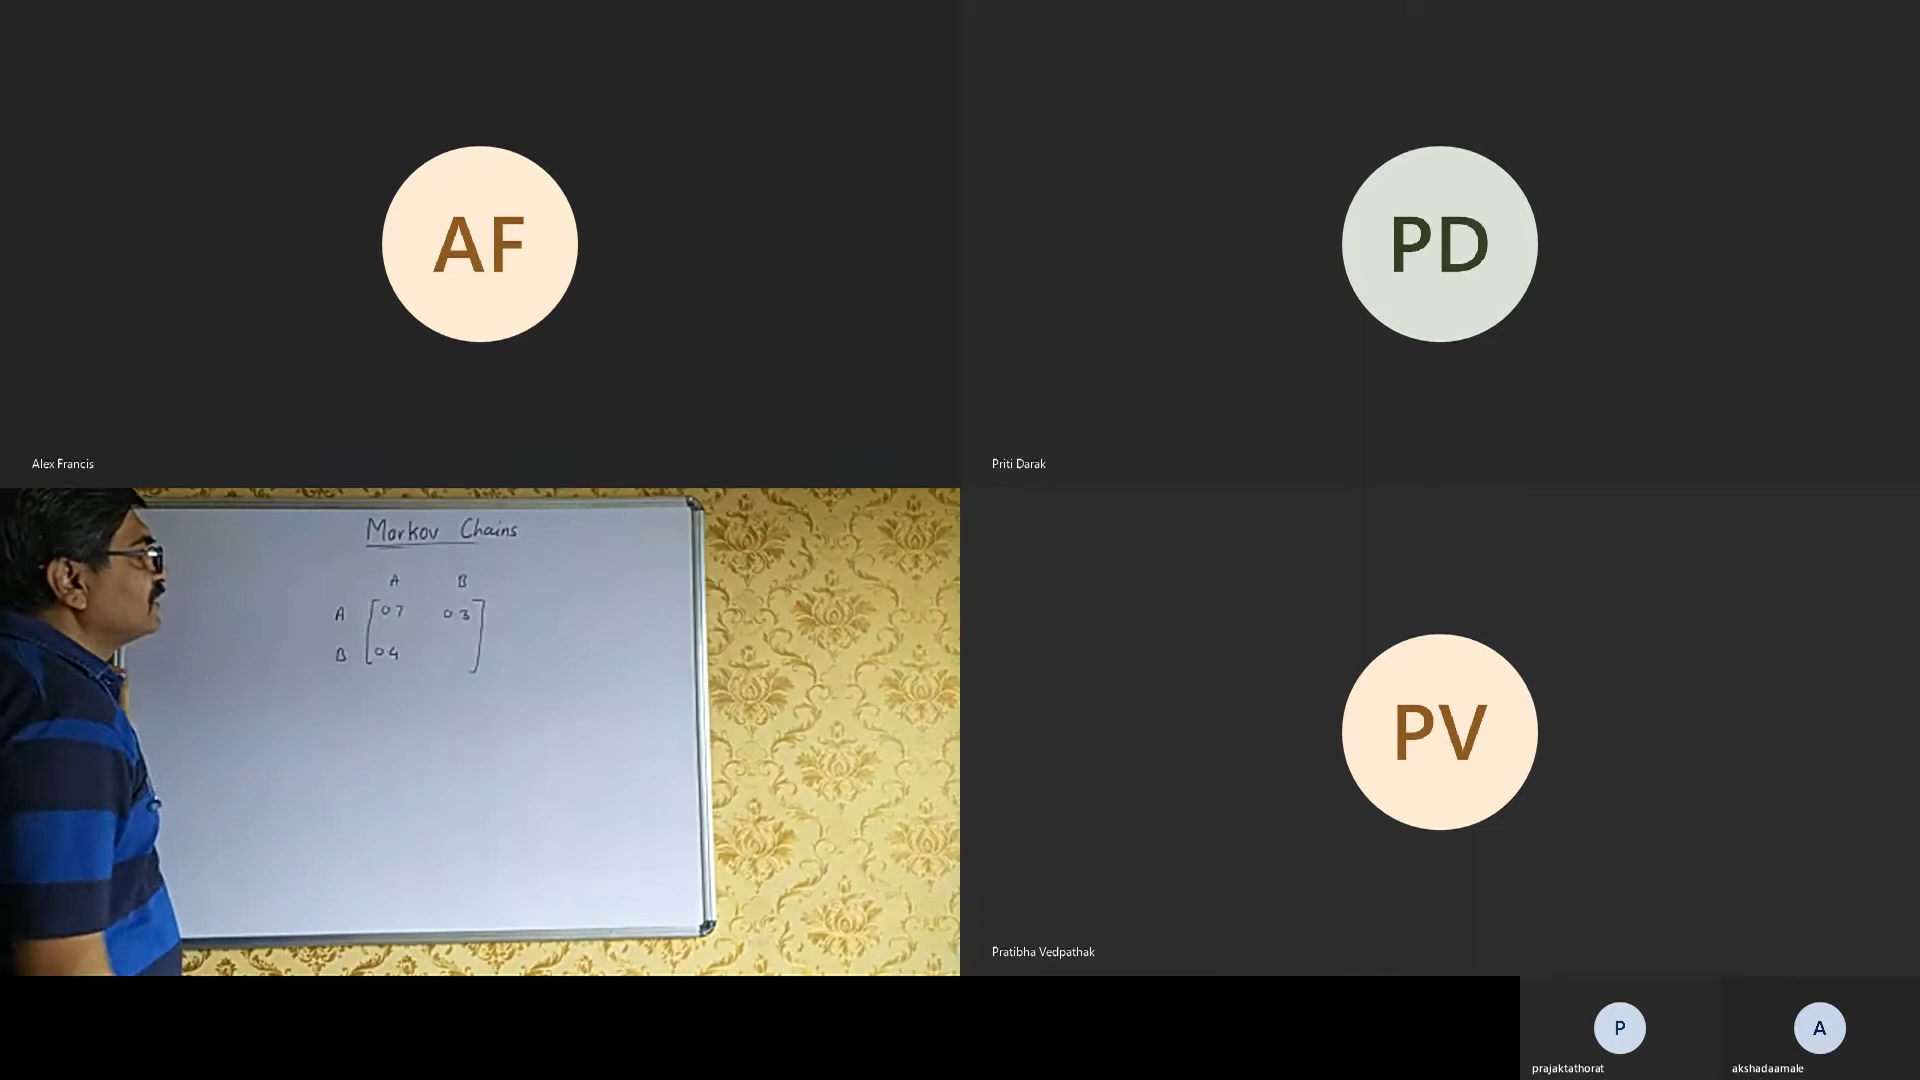 AF
Alex Francis
PD
Priti Darak
Markov Chains
A B
A 0.7 0.3
B 0.4
PV
Pratibha Vedpathak
P
prajaktathorat
A
akshadaamale